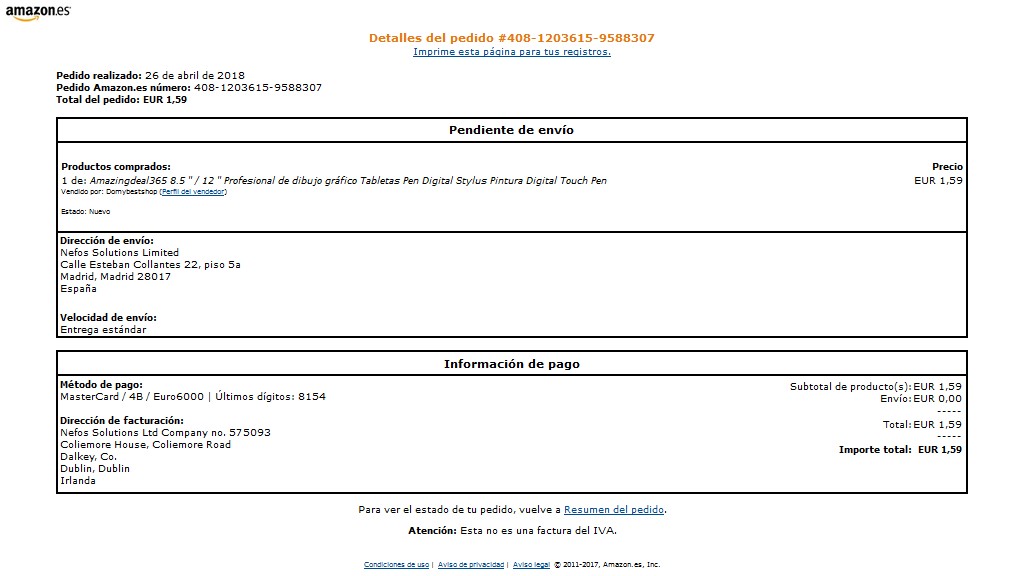 amazon.es
Detalles del pedido #408-1203615-9588307
Imprime esta página para tus registros.
Pedido realizado: 26 de abril de 2018
Pedido Amazon.es número: 408-1203615-9588307
Total del pedido: EUR 1,59
Pendiente de envío
Productos comprados: Precio
1 de: Amazingdeal365 8.5 " / 12 " Profesional de dibujo gráfico Tabletas Pen Digital Stylus Pintura Digital Touch Pen EUR 1,59
Vendido por: Domybestshop (Perfil del vendedor)
Estado: Nuevo
Dirección de envío:
Nefos Solutions Limited
Calle Esteban Collantes 22, piso 5a
Madrid, Madrid 28017
España
Velocidad de envío:
Entrega estándar
Información de pago
Método de pago:
MasterCard / 4B / Euro6000 | Últimos dígitos: 8154
Dirección de facturación:
Nefos Solutions Ltd Company no. 575093
Coliemore House, Coliemore Road
Dalkey, Co.
Dublin, Dublin
Irlanda
Subtotal de producto(s): EUR 1,59
Envío: EUR 0,00
-----
Total: EUR 1,59
-----
Importe total: EUR 1,59
Para ver el estado de tu pedido, vuelve a Resumen del pedido.
Atención: Esta no es una factura del IVA.
Condiciones de uso | Aviso de privacidad | Aviso legal © 2011-2017, Amazon.es, Inc.